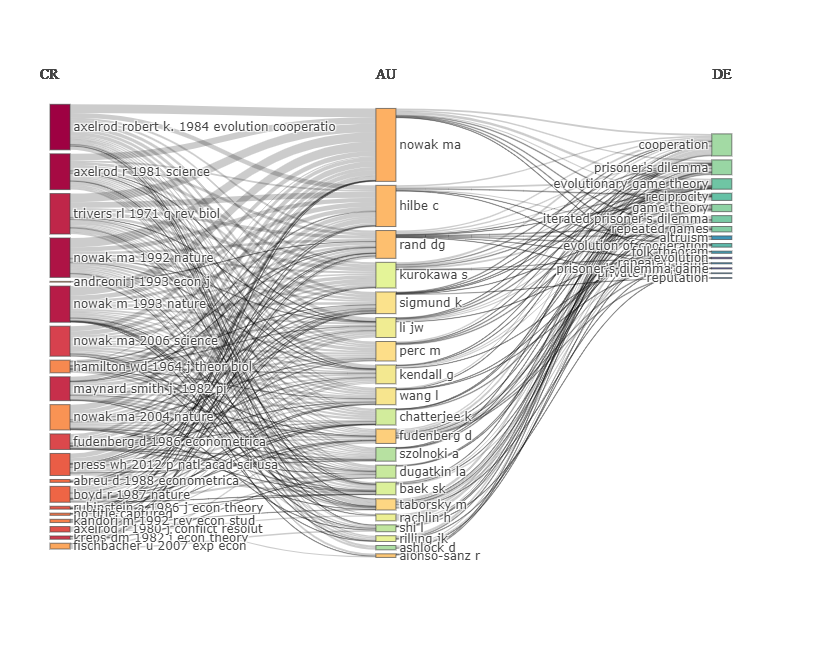 CR
AU
DE
axelrod robert k. 1984 evolution cooperatio
axelrod r 1981 science
trivers rl 1971 q rev biol
nowak ma 1992 nature
andreoni j 1993 econ j
nowak m 1993 nature
nowak ma 2006 science
hamilton wd 1964 j theor biol
maynard smith j. 1982 pl
nowak ma 2004 nature
fudenberg d 1986 econometrica
press wh 2012 p natl acad sci usa
abreu d 1988 econometrica
boyd r 1987 nature
rubinstein a 1986 j econ theory
no title captured
kandori m 1992 rev econ stud
axelrod r 1980 j conflict resolut
kreps dm 1982 j econ theory
fischbacher u 2007 exp econ
nowak ma
hilbe c
rand dg
kurokawa s
sigmund k
li jw
perc m
kendall g
wang l
chatterjee k
fudenberg d
szolnoki a
dugatkin la
baek sk
taborsky m
rachlin h
shi l
rilling jk
ashlock d
alonso-sanz r
cooperation
prisoner's dilemma
evolutionary game theory
reciprocity
game theory
iterated prisoner's dilemma
repeated games
altruism
evolution of cooperation
folk theorem
evolution
prisoner's dilemma game
reputation